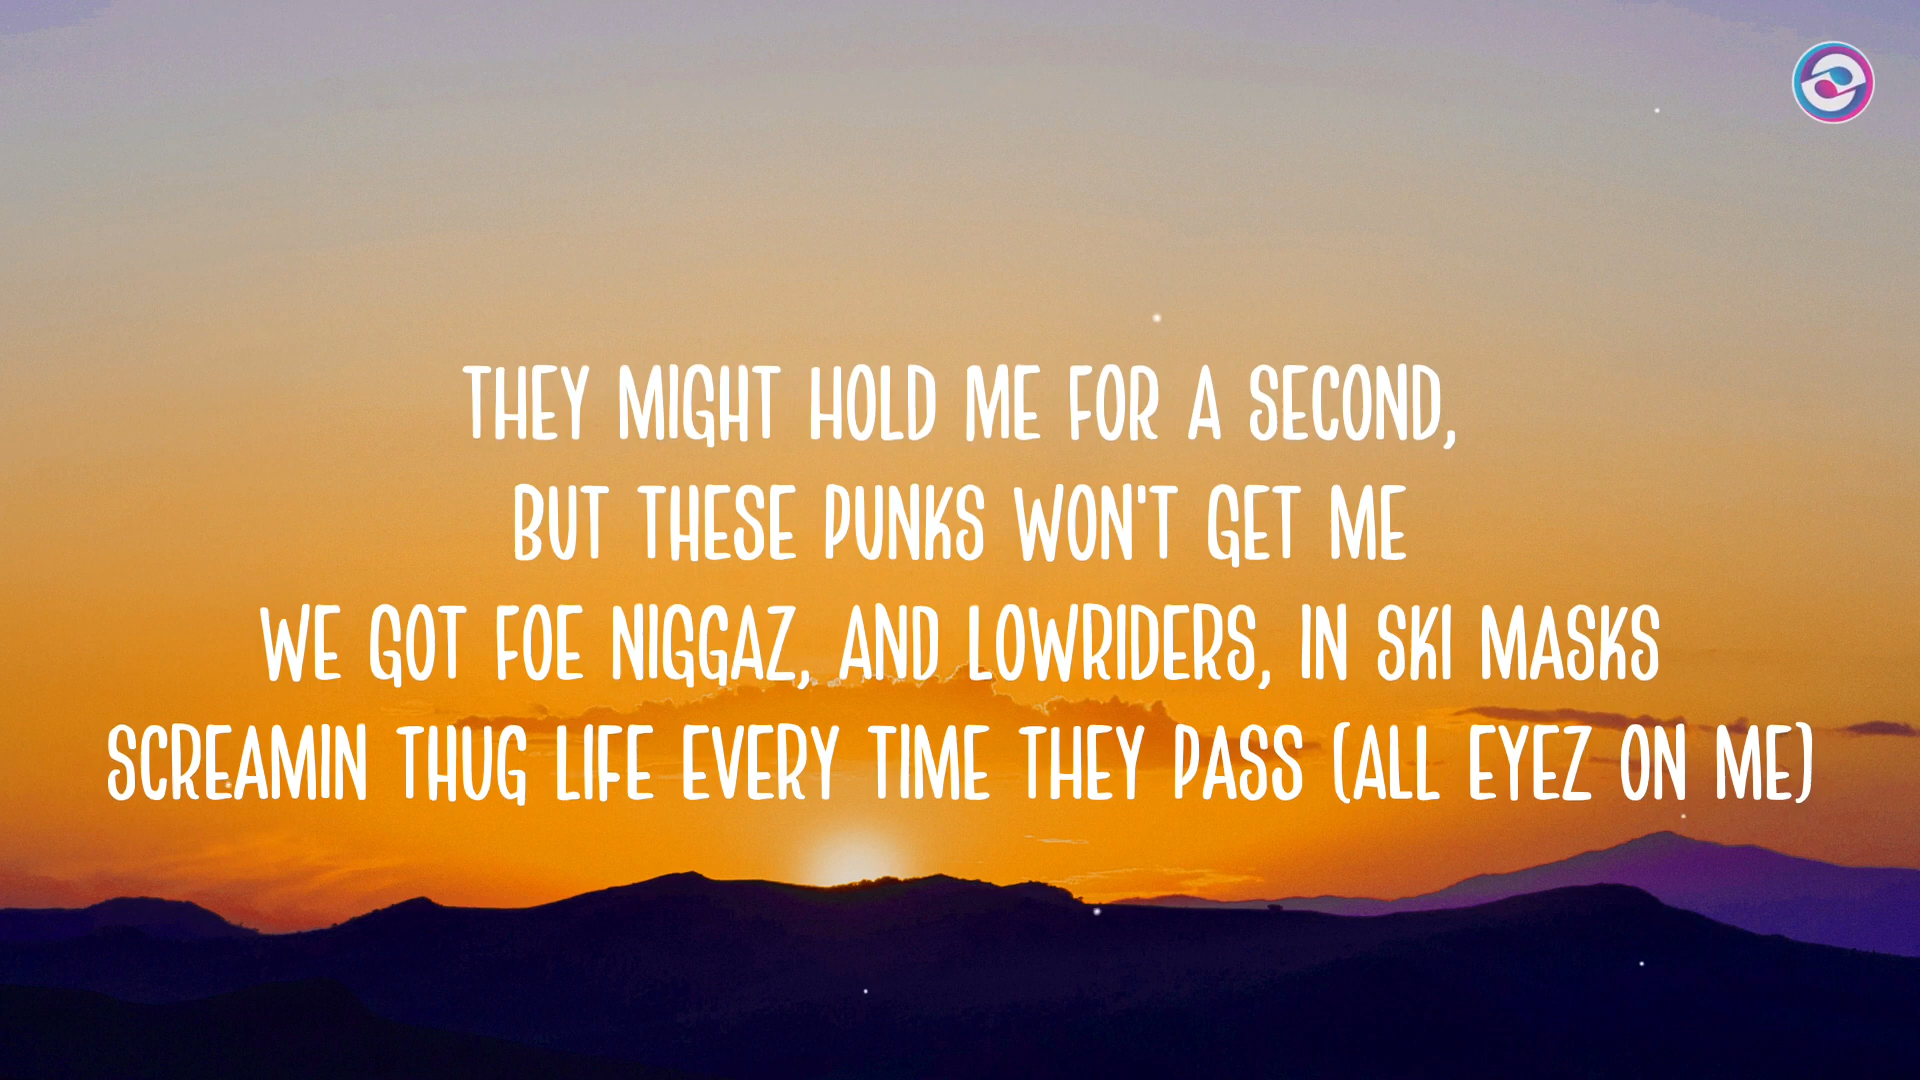 THEY MIGHT HOLD ME FOR A SECOND,
BUT THESE PUNKS WON'T GET ME
WE GOT FOE NIGGAZ, AND LOWRIDERS, IN SKI MASKS
SCREAMIN THUG LIFE EVERY TIME THEY PASS (ALL EYEZ ON ME)